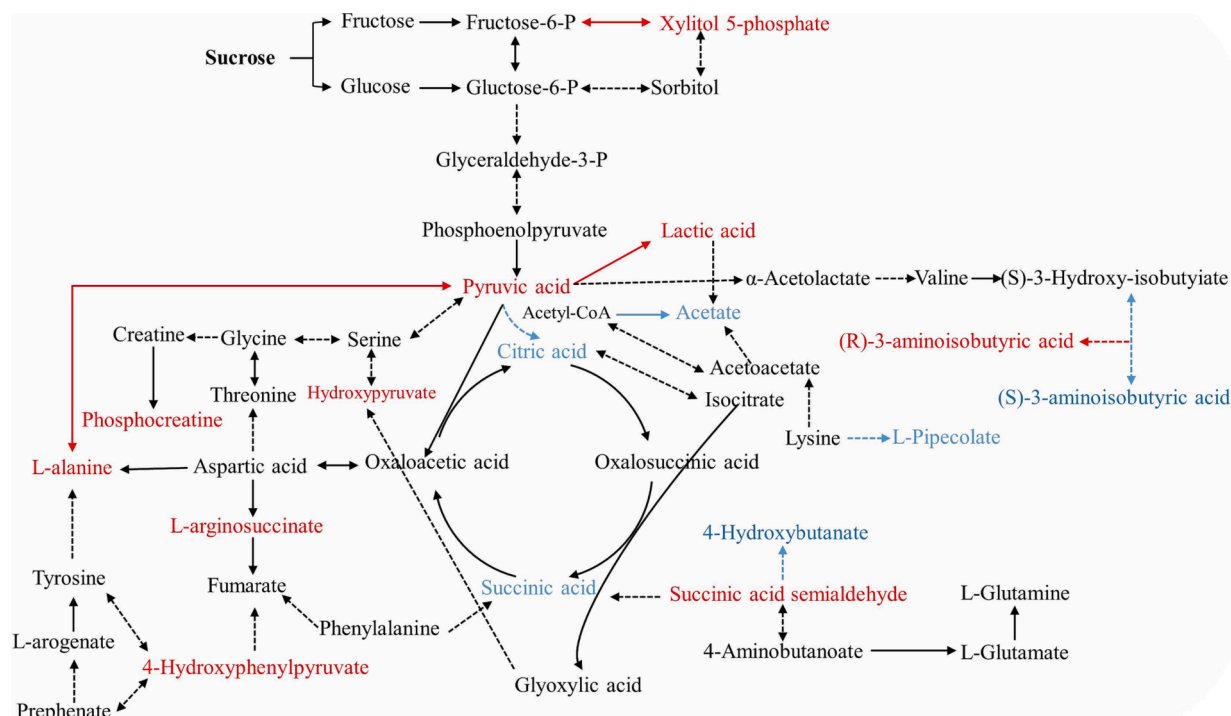 Fructose
Fructose-6-P
Xylitol 5-phosphate
Sucrose
Glucose
Gluctose-6-P
Sorbitol
Glyceraldehyde-3-P
Phosphoenolpyruvate
Lactic acid
Pyruvic acid
α-Acetolactate
Valine
(S)-3-Hydroxy-isobutyiate
Acetyl-CoA
Acetate
Creatine
Glycine
Serine
Citric acid
(R)-3-aminoisobutyric acid
Acetoacetate
Threonine
Hydroxypyruvate
Isocitrate
(S)-3-aminoisobutyric acid
Phosphocreatine
Lysine
L-Pipecolate
L-alanine
Aspartic acid
Oxaloacetic acid
Oxalosuccinic acid
L-arginosuccinate
4-Hydroxybutanate
Tyrosine
Fumarate
Succinic acid
Succinic acid semialdehyde
L-Glutamine
Phenylalanine
L-arogenate
4-Aminobutanoate
L-Glutamate
4-Hydroxyphenylpyruvate
Glyoxylic acid
Prephenate